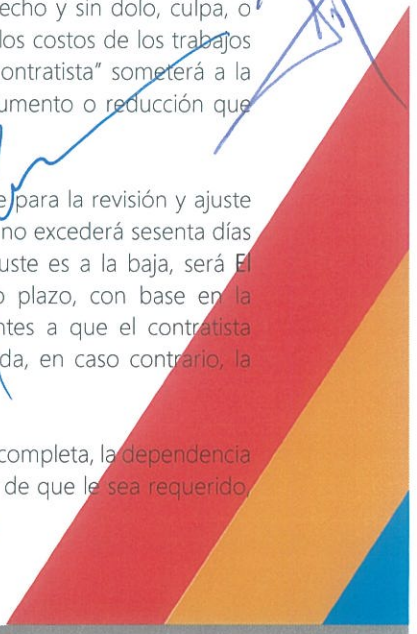 echo y sin dolo, culpa, o
los costos de los trabajos
ontratista" someterá a la
umento o reducción que
para la revisión y ajuste
no excederá sesenta días
uste es a la baja, será El
o plazo, con base en la
ntes a que el contratista
da, en caso contrario, la
completa, la dependencia
de que le sea requerido,